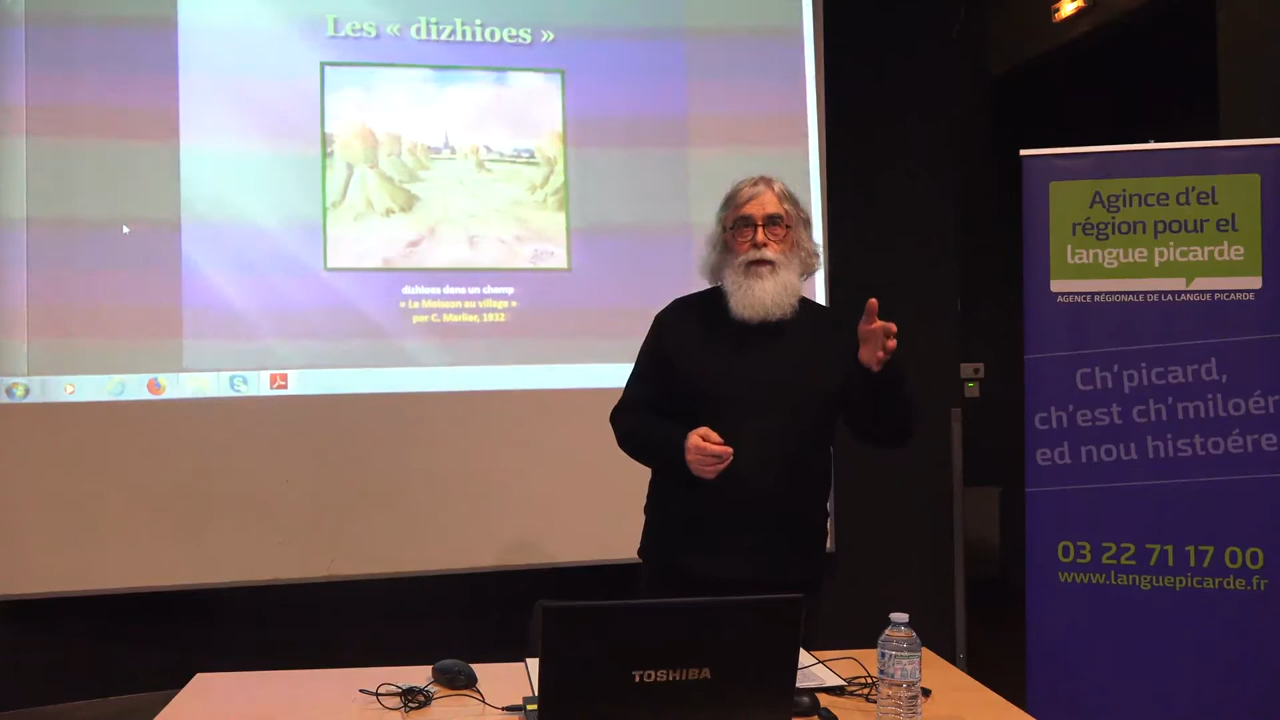 Les « dizhioes »
dizhioes dans un champ
« La Moisson au village »
par C. Marlier, 1932
Agince d'el
région pour el
langue picarde
AGENCE RÉGIONALE DE LA LANGUE PICARDE
Ch'picard,
ch'est ch'miloér
ed nou histoére
03 22 71 17 00
www.languepicarde.fr
TOSHIBA